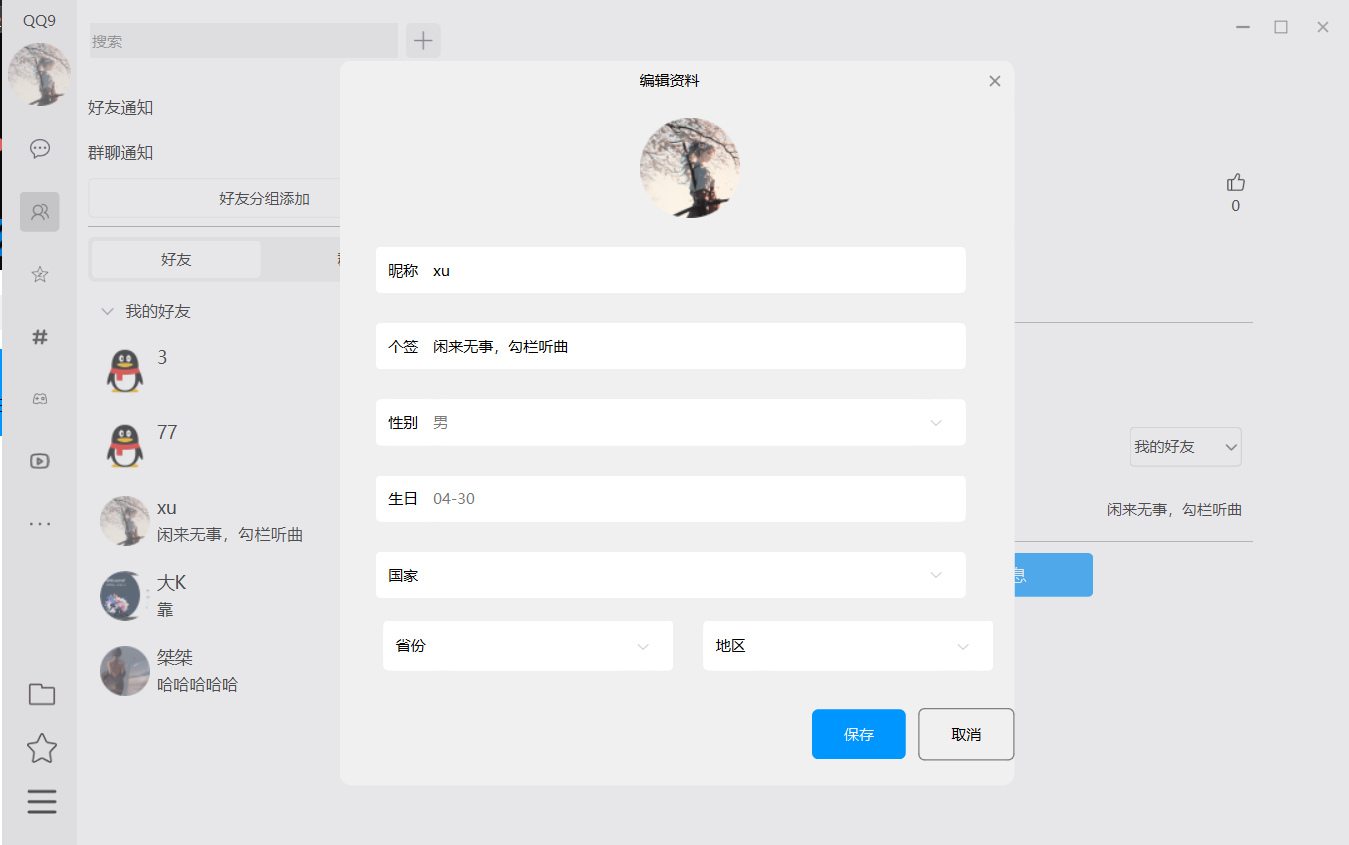 QQ9
搜索
好友通知
群聊通知
好友分组添加
好友
我的好友
3
77
xu
闲来无事，勾栏听曲
大K
靠
桀桀
哈哈哈哈哈
编辑资料
昵称 xu
个签 闲来无事，勾栏听曲
性别 男
生日 04-30
国家
省份 地区
保存 取消
0
我的好友
闲来无事，勾栏听曲
息